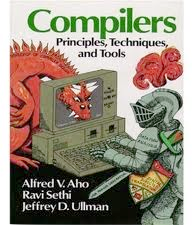 Compilers
Principles, Techniques,
and Tools
Alfred V. Aho
Ravi Sethi
Jeffrey D. Ullman